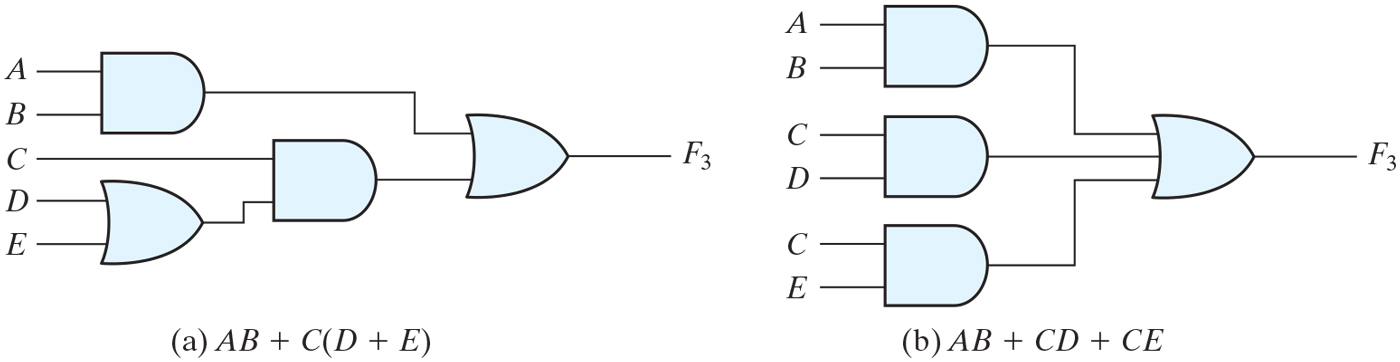 A
B
C
D
E
F3
(a) AB + C(D + E)
A
B
C
D
C
E
F3
(b) AB + CD + CE